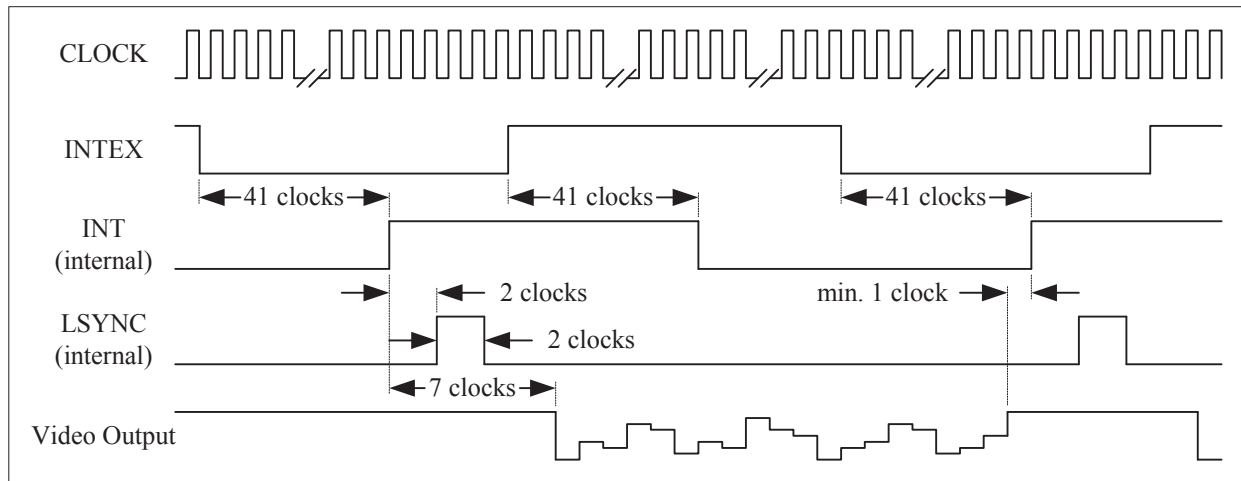 CLOCK
INTEX
41 clocks 41 clocks 41 clocks
INT
(internal)
2 clocks min. 1 clock
LSYNC
(internal)
2 clocks
7 clocks
Video Output